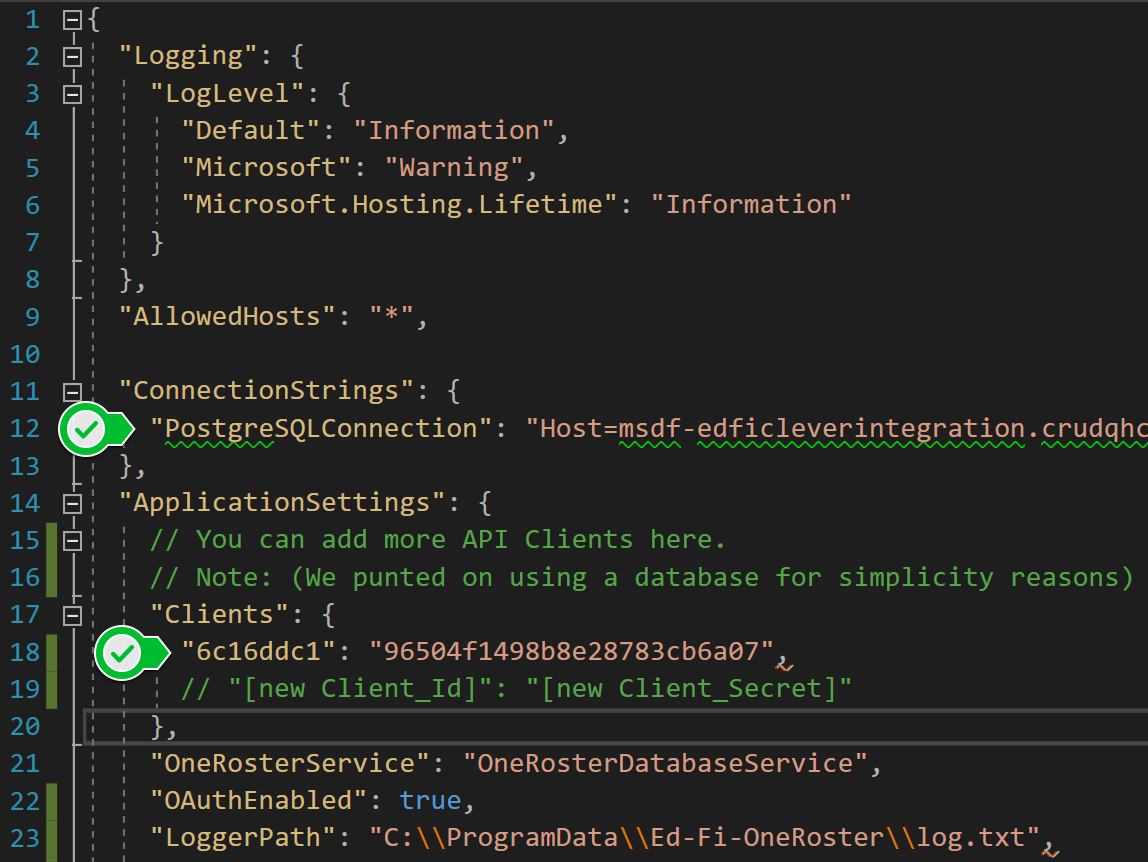 1 {
2 "Logging": {
3 "LogLevel": {
4 "Default": "Information",
5 "Microsoft": "Warning",
6 "Microsoft.Hosting.Lifetime": "Information"
7 }
8 },
9 "AllowedHosts": "*",
10
11 "ConnectionStrings": {
12 "PostgreSQLConnection": "Host=msdf-edficleverintegration.crudqhc
13 },
14 "ApplicationSettings": {
15 // You can add more API Clients here.
16 // Note: (We punted on using a database for simplicity reasons)
17 "Clients": {
18 "6c16ddc1": "96504f1498b8e28783cb6a07",
19 // "[new Client_Id]": "[new Client_Secret]"
20 },
21 "OneRosterService": "OneRosterDatabaseService",
22 "OAuthEnabled": true,
23 "LoggerPath": "C:\\ProgramData\\Ed-Fi-OneRoster\\log.txt",